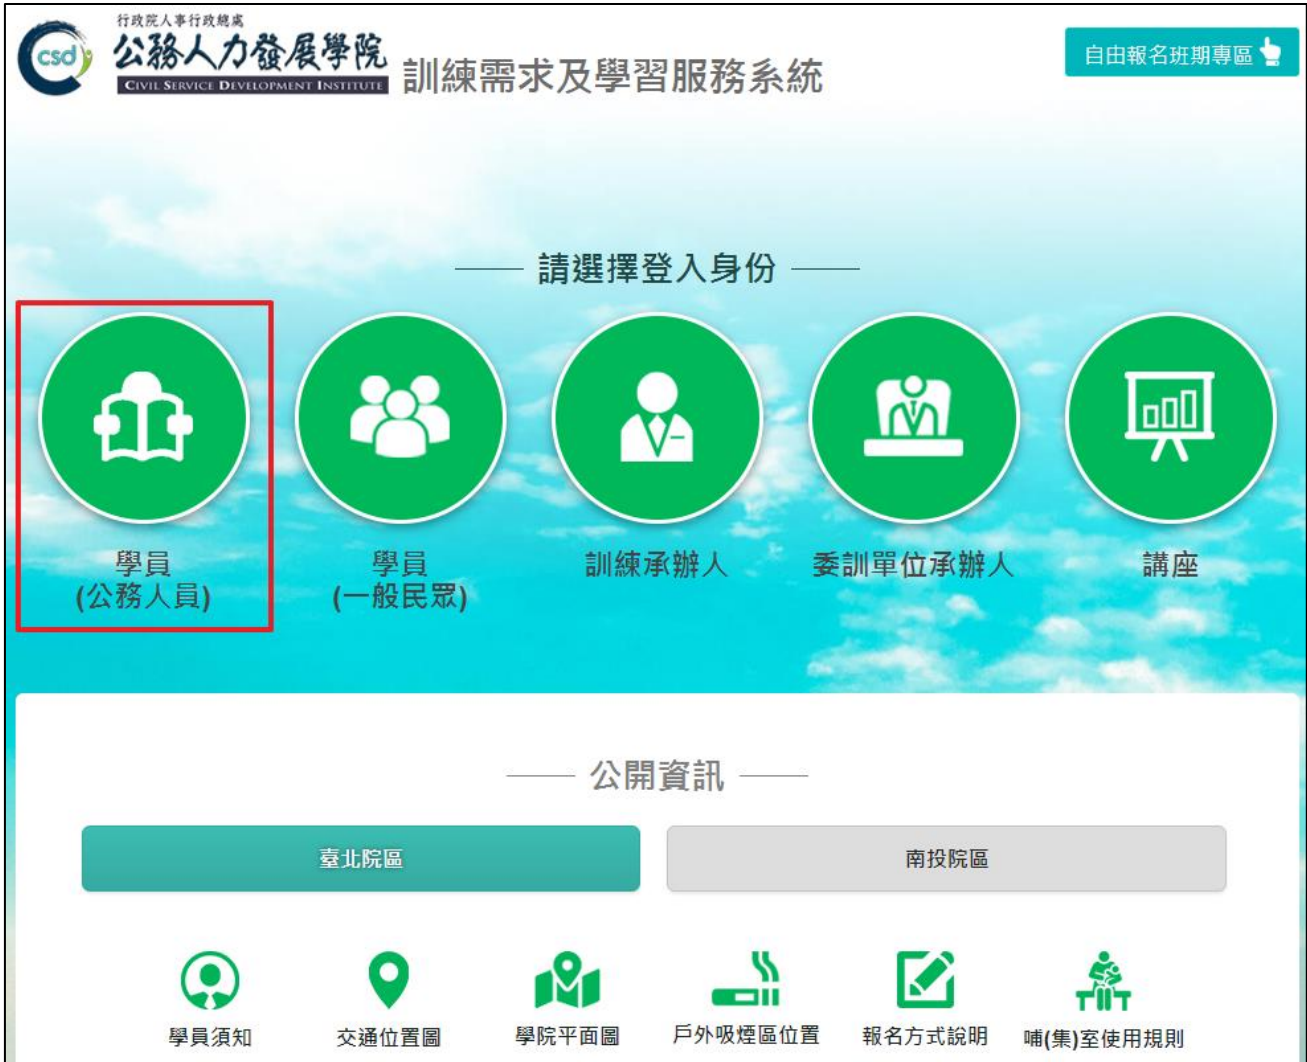 行政院人事行政總處
csd
公務人力發展學院
CIVIL SERVICE DEVELOPMENT INSTITUTE
訓練需求及學習服務系統
自由報名班期專區
請選擇登入身份
學員
(公務人員)
學員
(一般民眾)
訓練承辦人
委訓單位承辦人
講座
公開資訊
臺北院區
南投院區
學員須知
交通位置圖
學院平面圖
戶外吸煙區位置
報名方式說明
哺(集)室使用規則